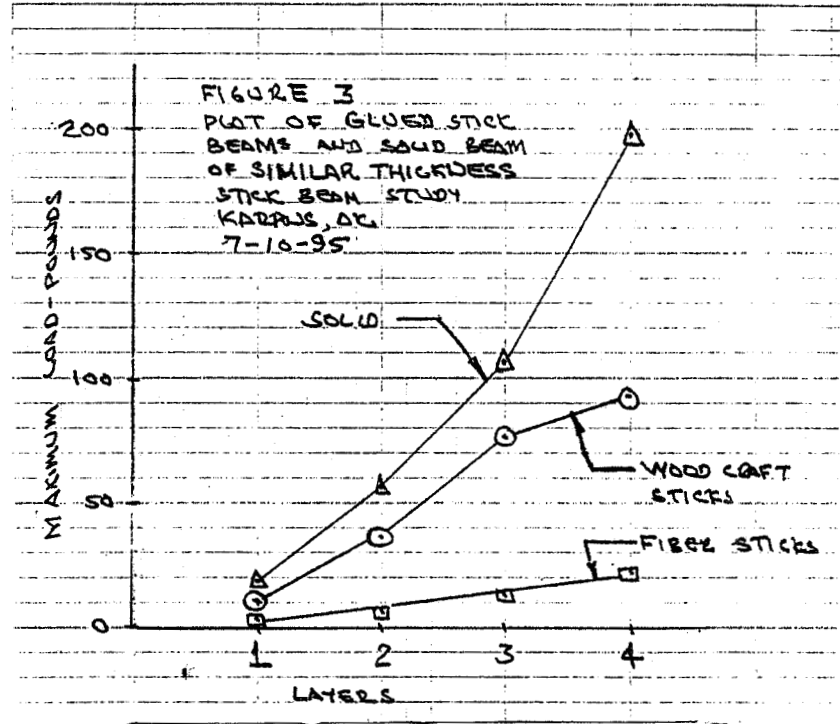 FIGURE 3
PLOT OF GLUED STICK
BEAMS AND SOLID BEAM
OF SIMILAR THICKNESS
STICK BEAM STUDY
KARPLUS, AK
7-10-95
200
150
100
50
0
MAXIMUM LOAD-POUNDS
SOLID
WOOD CRAFT
STICKS
FIBER STICKS
1 2 3 4
LAYERS